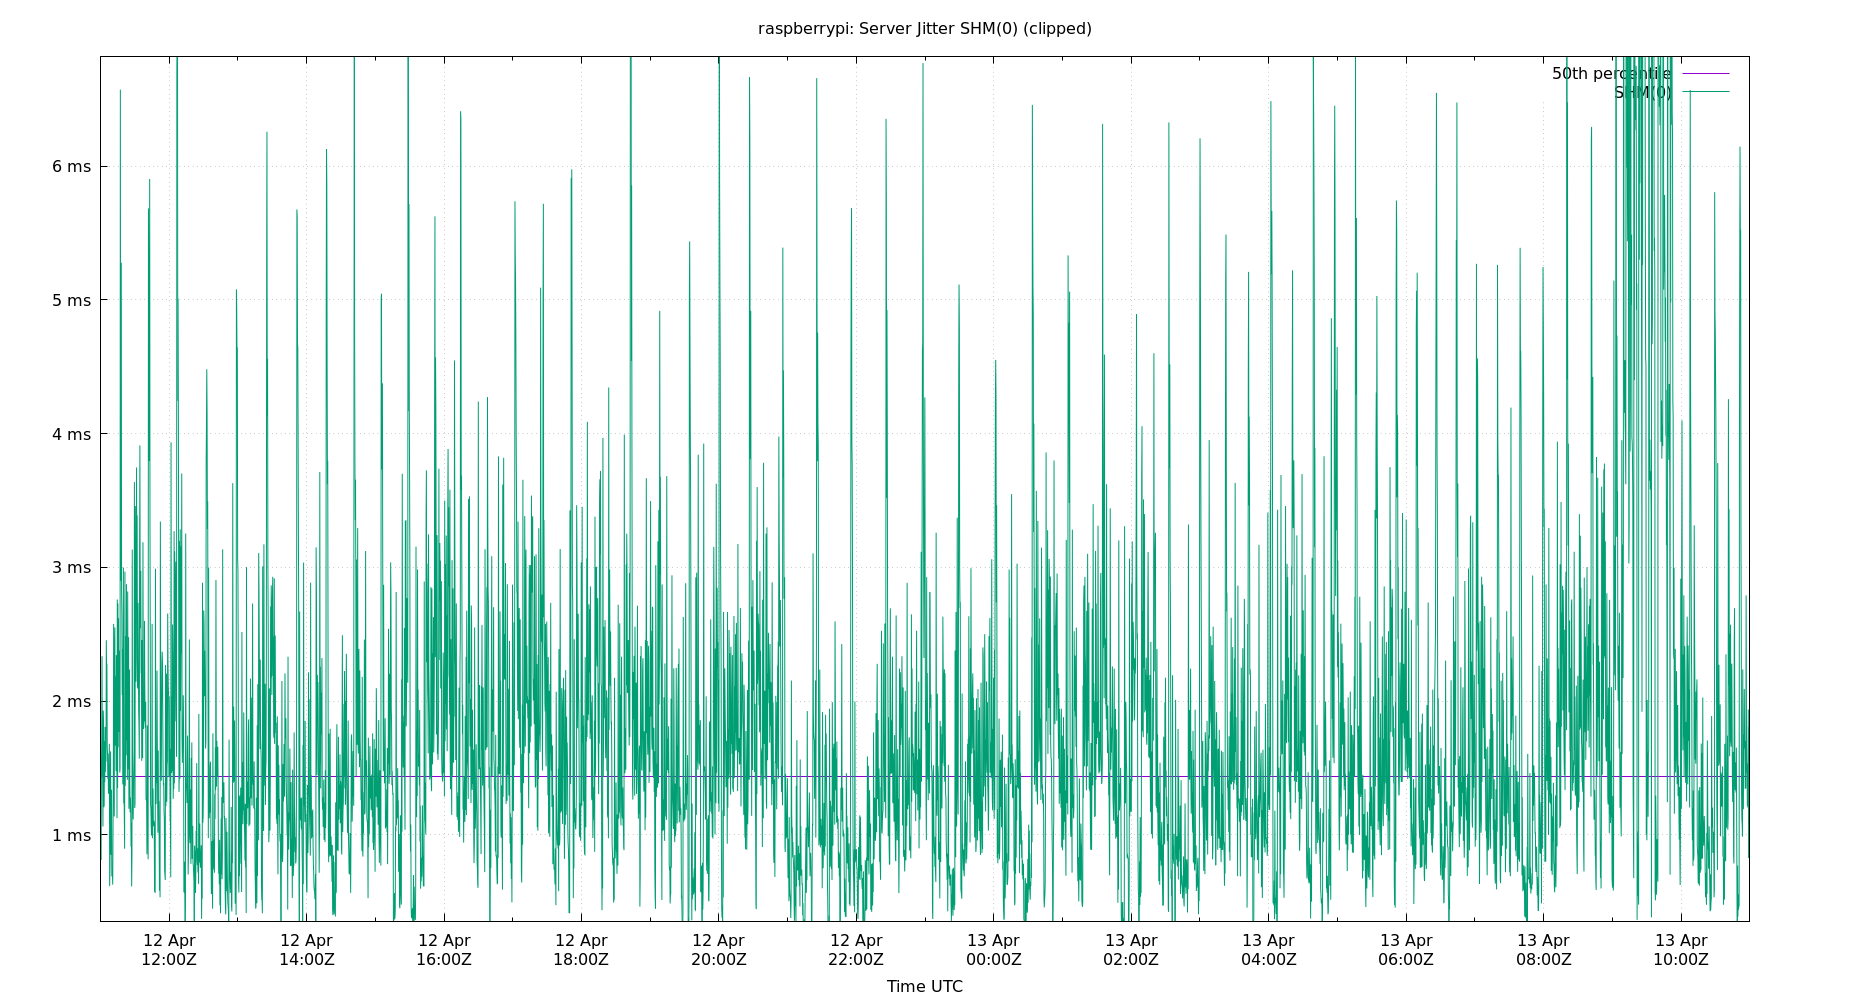 raspberrypi: Server Jitter SHM(0) (clipped)
50th percentile
SHM(0)
6 ms
5 ms
4 ms
3 ms
2 ms
1 ms
12 Apr 12 Apr 12 Apr 12 Apr 12 Apr 12 Apr 13 Apr 13 Apr 13 Apr 13 Apr 13 Apr 13 Apr
12:00Z 14:00Z 16:00Z 18:00Z 20:00Z 22:00Z 00:00Z 02:00Z 04:00Z 06:00Z 08:00Z 10:00Z
Time UTC